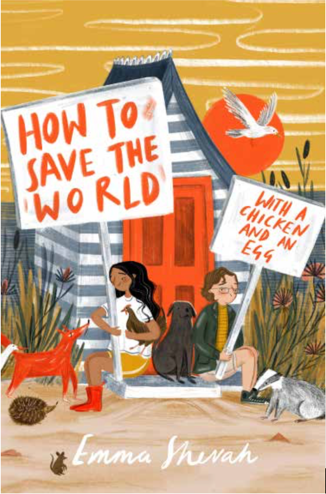 HOW TO
SAVE THE
WORLD
WITH A
CHICKEN
AND AN
EGG
Emma Shevah